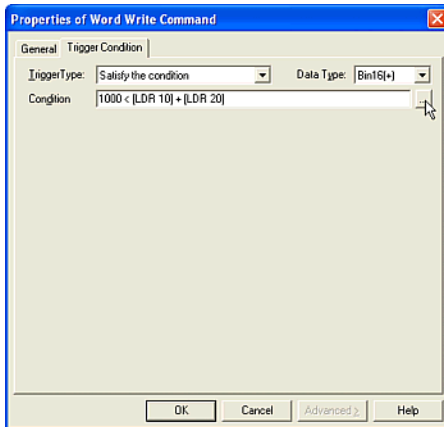 Properties of Word Write Command
General Trigger Condition
TriggerType: Satisfy the condition Data Type: Bin16(+)
Condition 1000 < [LDR 10] + [LDR 20] ...
OK Cancel Advanced > Help